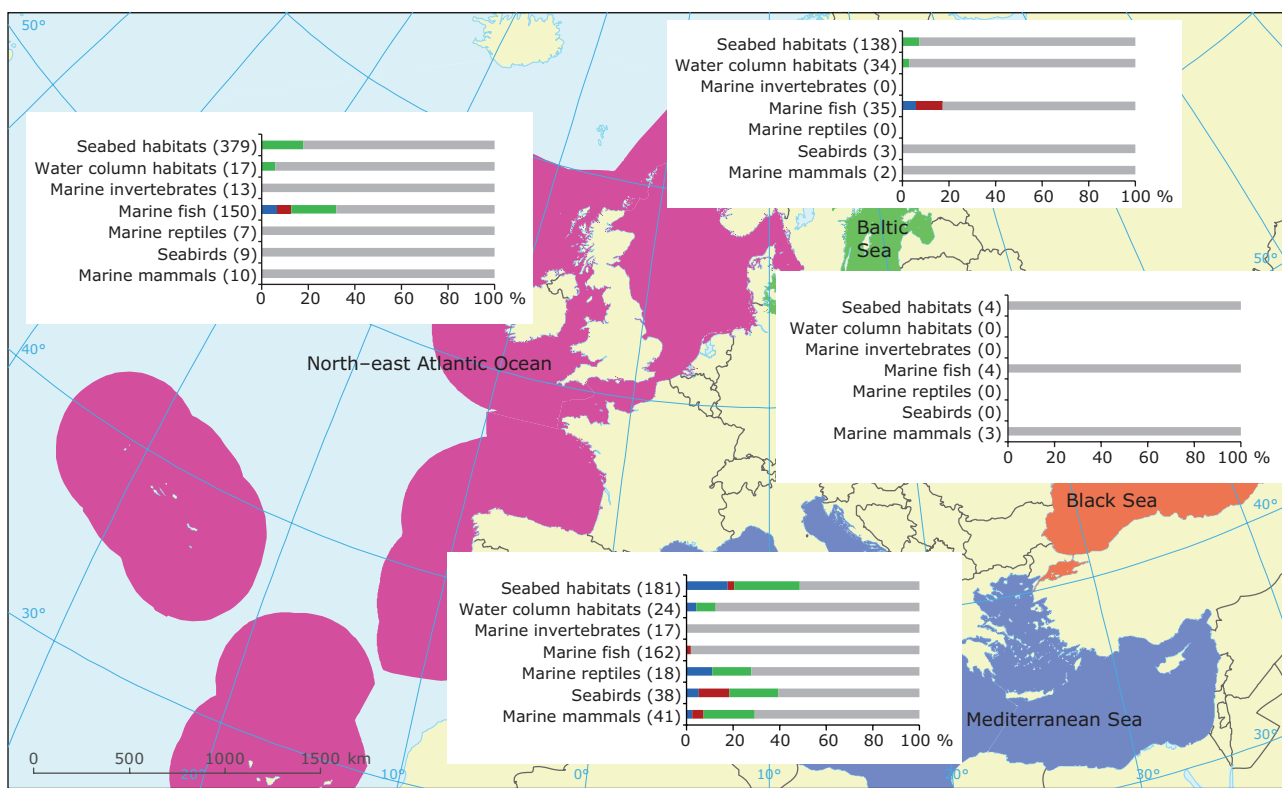 50°
Seabed habitats (138)
Water column habitats (34)
Marine invertebrates (0)
Marine fish (35)
Marine reptiles (0)
Seabirds (3)
Marine mammals (2)
0 20 40 60 80 100 %
Seabed habitats (379)
Water column habitats (17)
Marine invertebrates (13)
Marine fish (150)
Marine reptiles (7)
Seabirds (9)
Marine mammals (10)
0 20 40 60 80 100 %
Baltic
Sea
50°
Seabed habitats (4)
Water column habitats (0)
Marine invertebrates (0)
Marine fish (4)
Marine reptiles (0)
Seabirds (0)
Marine mammals (3)
0 20 40 60 80 100 %
40°
North-east Atlantic Ocean
Black Sea
40°
Seabed habitats (181)
Water column habitats (24)
Marine invertebrates (17)
Marine fish (162)
Marine reptiles (18)
Seabirds (38)
Marine mammals (41)
0 20 40 60 80 100 %
30°
Mediterranean Sea
30°
0 500 1000 1500 km
20° 10° 0° 10° 20° 30°